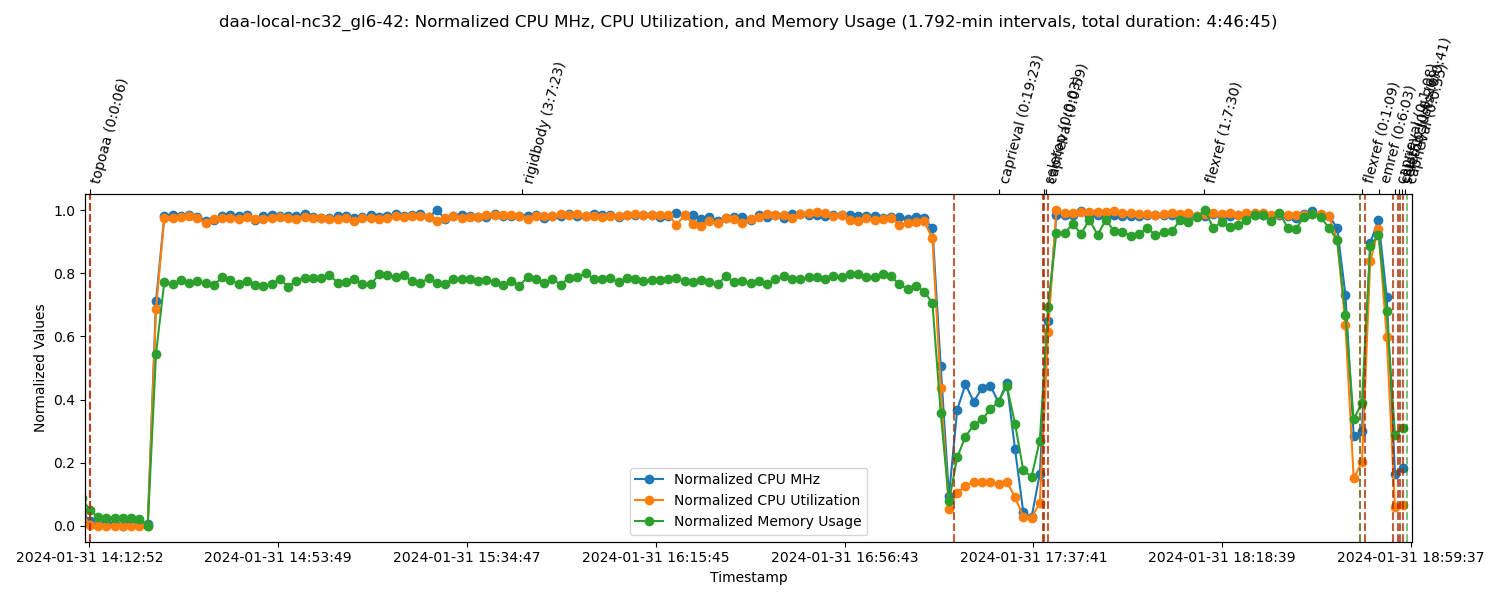 daa-local-nc32_gl6-42: Normalized CPU MHz, CPU Utilization, and Memory Usage (1.792-min intervals, total duration: 4:46:45)
topoaa (0:0:06)
rigidbody (3:7:23)
caprieval (0:19:23)
caprieval (0:0:59)
flexref (1:7:30)
flexref (0:1:09)
emref (0:6:03)
1.0
0.8
0.6
0.4
0.2
0.0
Normalized Values
Normalized CPU MHz
Normalized CPU Utilization
Normalized Memory Usage
2024-01-31 14:12:52
2024-01-31 14:53:49
2024-01-31 15:34:47
2024-01-31 16:15:45
2024-01-31 16:56:43
2024-01-31 17:37:41
2024-01-31 18:18:39
2024-01-31 18:59:37
Timestamp